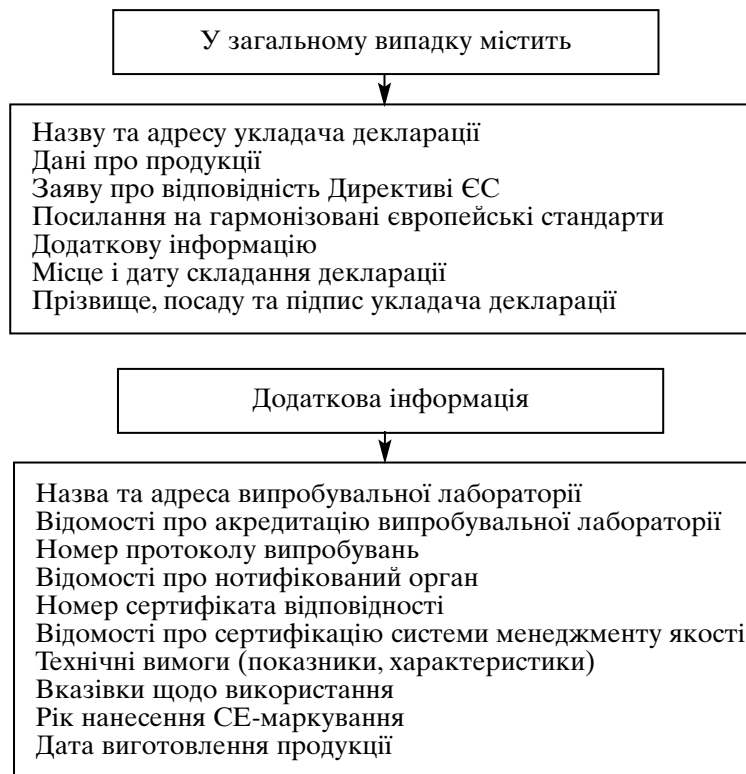 У загальному випадку містить
Назву та адресу укладача декларації
Дані про продукції
Заяву про відповідність Директиві ЄС
Посилання на гармонізовані європейські стандарти
Додаткову інформацію
Місце і дату складання декларації
Прізвище, посаду та підпис укладача декларації
Додаткова інформація
Назва та адреса випробувальної лабораторії
Відомості про акредитацію випробувальної лабораторії
Номер протоколу випробувань
Відомості про нотифікований орган
Номер сертифіката відповідності
Відомості про сертифікацію системи менеджменту якості
Технічні вимоги (показники, характеристики)
Вказівки щодо використання
Рік нанесення СЕ-маркування
Дата виготовлення продукції